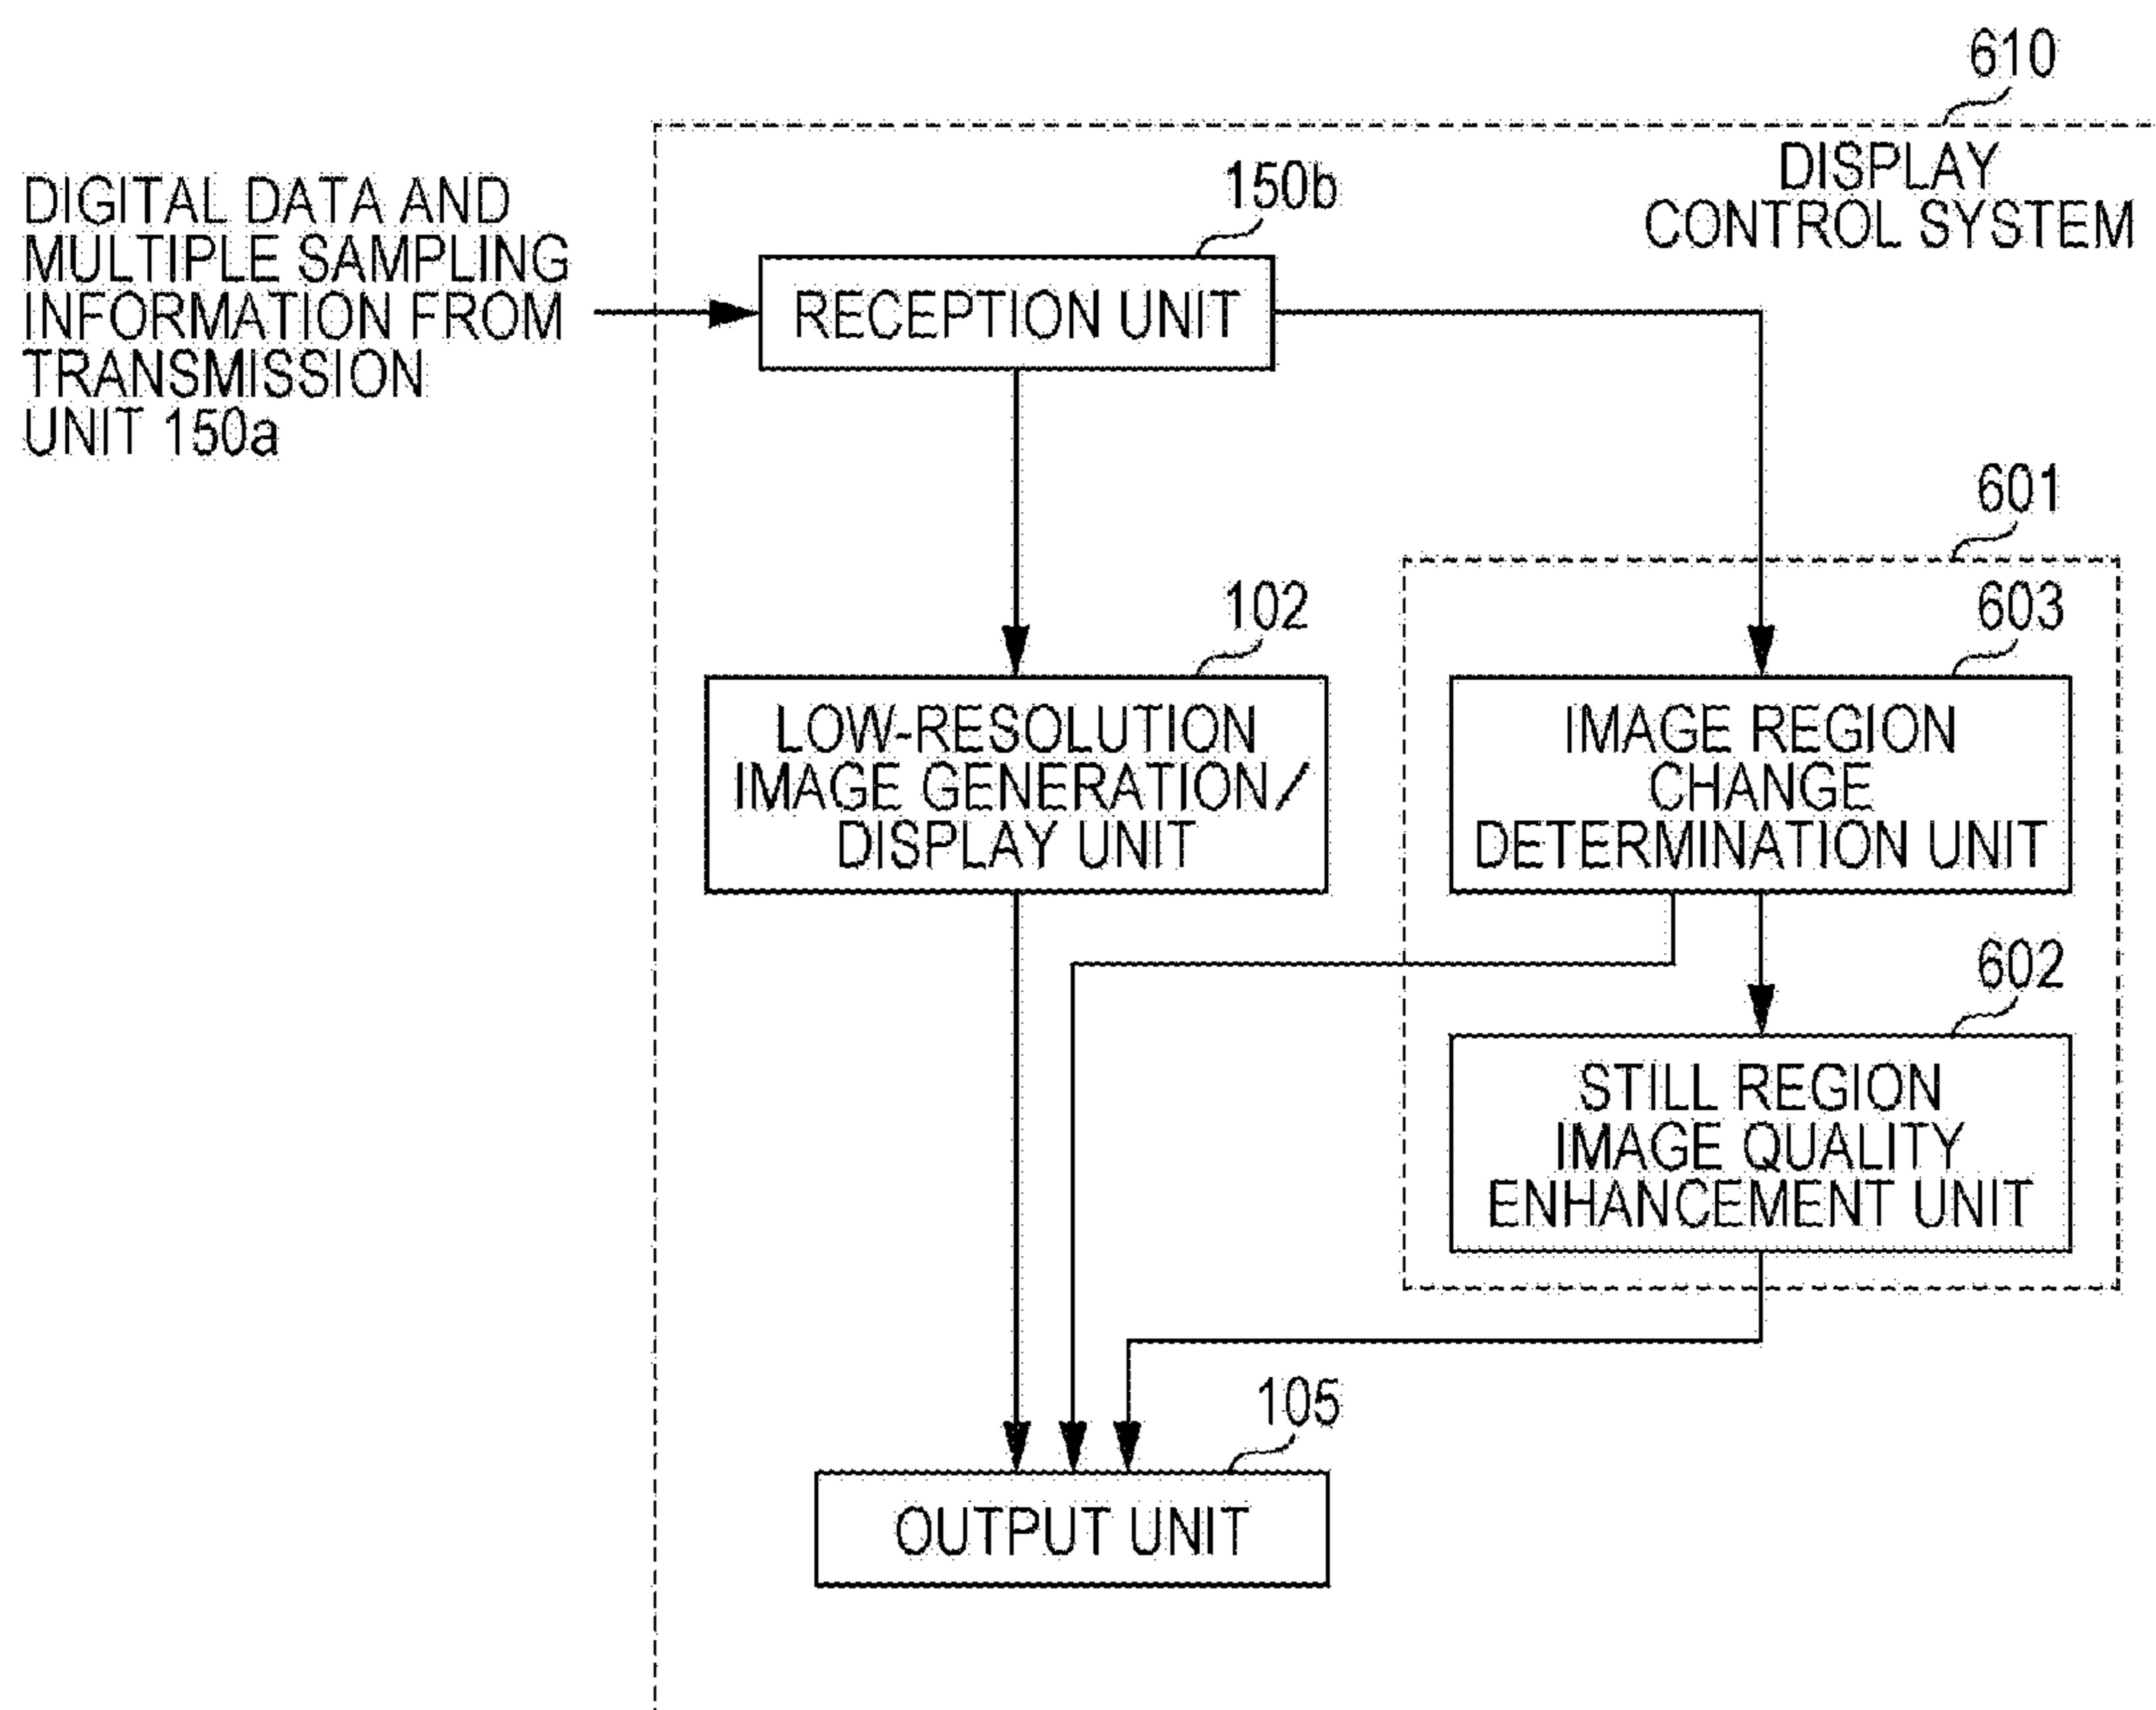 610
DISPLAY
CONTROL SYSTEM
DIGITAL DATA AND
MULTIPLE SAMPLING
INFORMATION FROM
TRANSMISSION
UNIT 150a
150b
RECEPTION UNIT
601
102
603
LOW-RESOLUTION
IMAGE GENERATION/
DISPLAY UNIT
IMAGE REGION
CHANGE
DETERMINATION UNIT
602
STILL REGION
IMAGE QUALITY
ENHANCEMENT UNIT
105
OUTPUT UNIT